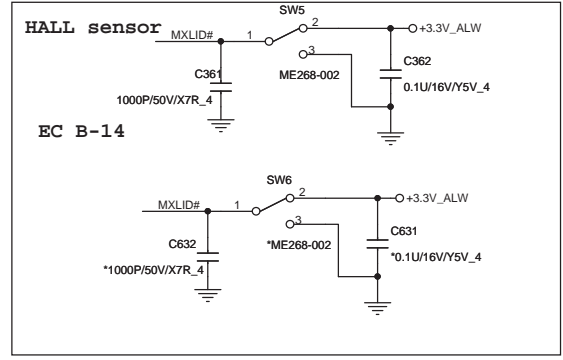 HALL sensor
SW5
MXLID#
1
2
3
+3.3V_ALW
C361
1000P/50V/X7R_4
ME268-002
C362
0.1U/16V/Y5V_4
EC B-14
SW6
MXLID#
1
2
3
+3.3V_ALW
C632
*1000P/50V/X7R_4
*ME268-002
C631
*0.1U/16V/Y5V_4